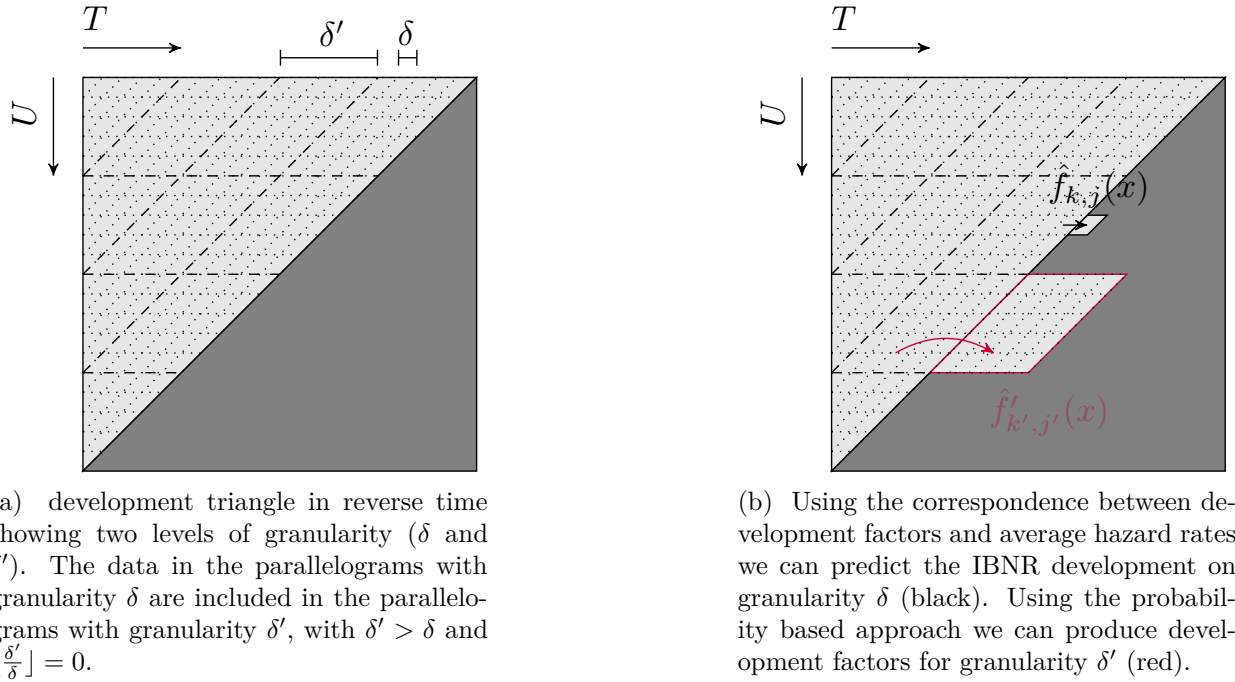 T
δ′ δ
U
a) development triangle in reverse time
howing two levels of granularity (δ and
′). The data in the parallelograms with
ranularity δ are included in the parallelo-
rams with granularity δ′, with δ′ > δ and
δ′/δ⌋ = 0.
T
U
f̂k,j(x)
f̂′k′,j′(x)
(b) Using the correspondence between de-
velopment factors and average hazard rates
we can predict the IBNR development on
granularity δ (black). Using the probabil-
ity based approach we can produce devel-
opment factors for granularity δ′ (red).